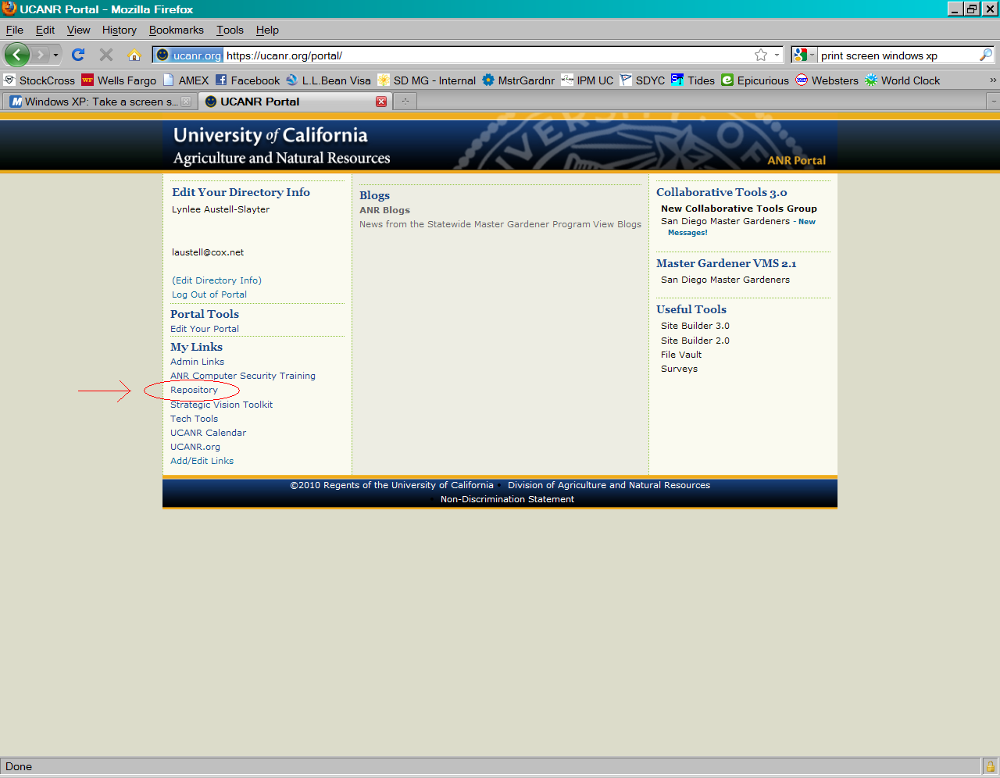 UCANR Portal - Mozilla Firefox
File Edit View History Bookmarks Tools Help
ucanr.org https://ucanr.org/portal/ print screen windows xp
StockCross Wells Fargo AMEX Facebook L.L.Bean Visa SD MG - Internal MstrGardnr IPM UC SDYC Tides Epicurious Websters World Clock »
Windows XP: Take a screen s... UCANR Portal
University of California
Agriculture and Natural Resources
ANR Portal
Edit Your Directory Info
Lynlee Austell-Slayter
laustell@cox.net
(Edit Directory Info)
Log Out of Portal
Portal Tools
Edit Your Portal
My Links
Admin Links
ANR Computer Security Training
Repository
Strategic Vision Toolkit
Tech Tools
UCANR Calendar
UCANR.org
Add/Edit Links
Blogs
ANR Blogs
News from the Statewide Master Gardener Program View Blogs
Collaborative Tools 3.0
New Collaborative Tools Group
San Diego Master Gardeners - New
Messages!
Master Gardener VMS 2.1
San Diego Master Gardeners
Useful Tools
Site Builder 3.0
Site Builder 2.0
File Vault
Surveys
©2010 Regents of the University of California • Division of Agriculture and Natural Resources
• Non-Discrimination Statement
Done